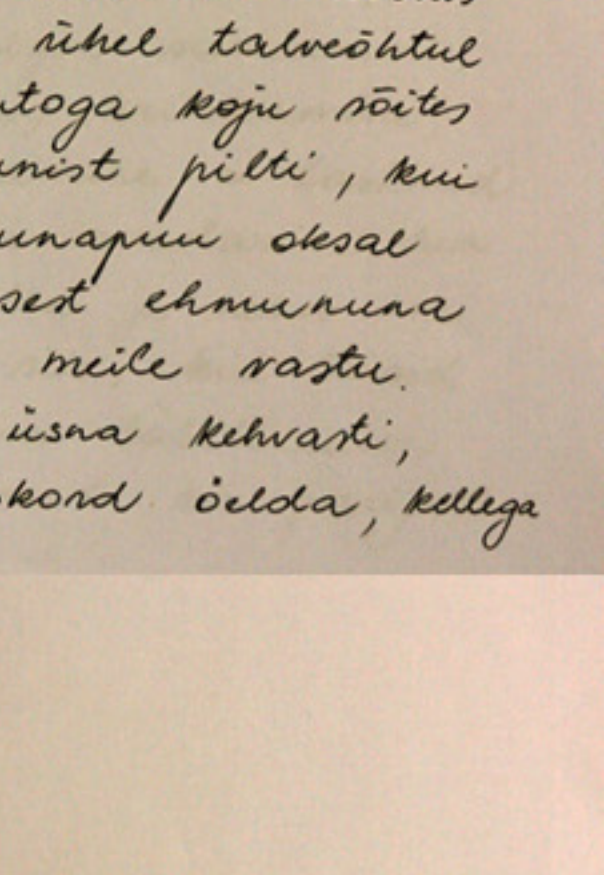 ühel talveõhtul
toga koju sõites
nist pilti, kui
unapuu oksal
sest ehmununa
meile vastu.
üsna kehvasti,
kord öelda, kellega